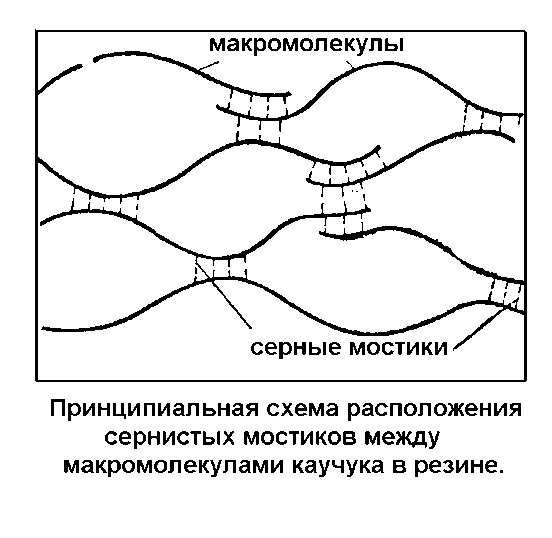 макромолекулы
серные мостики
Принципиальная схема расположения
сернистых мостиков между
макромолекулами каучука в резине.